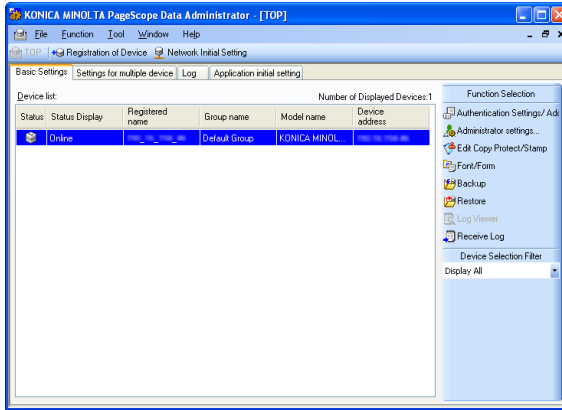 KONICA MINOLTA PageScope Data Administrator - [TOP]
File Function Tool Window Help
TOP Registration of Device Network Initial Setting
Basic Settings Settings for multiple device Log Application initial setting
Device list: Number of Displayed Devices:1
Status Status Display Registered name Group name Model name Device address
Online Default Group KONICA MINOL...
Function Selection
Authentication Settings/ Ad
Administrator settings...
Edit Copy Protect/Stamp
Font/Form
Backup
Restore
Log Viewer
Receive Log
Device Selection Filter
Display All